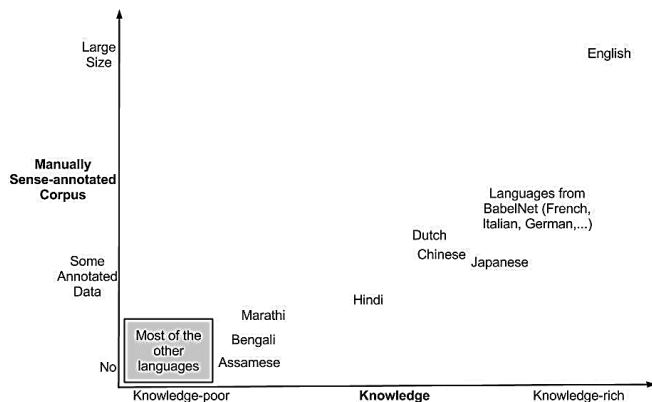 Large
Size
English
Manually
Sense-annotated
Corpus
Languages from
BabelNet (French,
Italian, German,...)
Dutch
Chinese
Japanese
Some
Annotated
Data
Hindi
Marathi
Most of the
other
languages
Bengali
Assamese
No
Knowledge-poor
Knowledge
Knowledge-rich